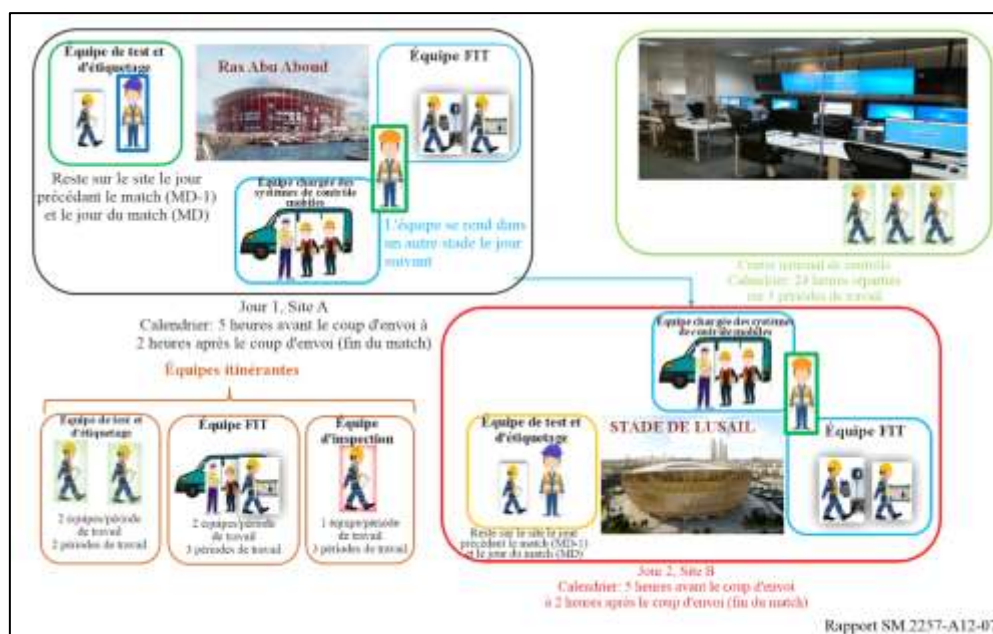 Équipe de test et
d'étiquetage
Ras Abu Aboud
Équipe FIT
Reste sur le site le jour
précédant le match (MD-1)
et le jour du match (MD)
Équipe chargée des
systèmes de contrôle
mobiles
L'équipe se rend dans
un autre stade le jour
suivant
Centre national de contrôle
Calendrier: 24 heures réparties
sur 3 périodes de travail
Jour 1, Site A
Calendrier: 5 heures avant le coup d'envoi à
2 heures après le coup d'envoi (fin du match)
Équipes itinérantes
Équipe de test et
d'étiquetage
2 équipes/période
de travail
2 périodes de travail
Équipe FIT
2 équipes/période
de travail
3 périodes de travail
Équipe
d'inspection
1 équipe/période
de travail
3 périodes de travail
Équipe chargée des systèmes
de contrôle mobiles
Équipe de test et
d'étiquetage
STADE DE LUSAIL
Équipe FIT
Reste sur le site le jour
précédant le match (MD-1)
et le jour du match (MD)
Jour 2, Site B
Calendrier: 5 heures avant le coup d'envoi
à 2 heures après le coup d'envoi (fin du match)
Rapport SM.2257-A12-07